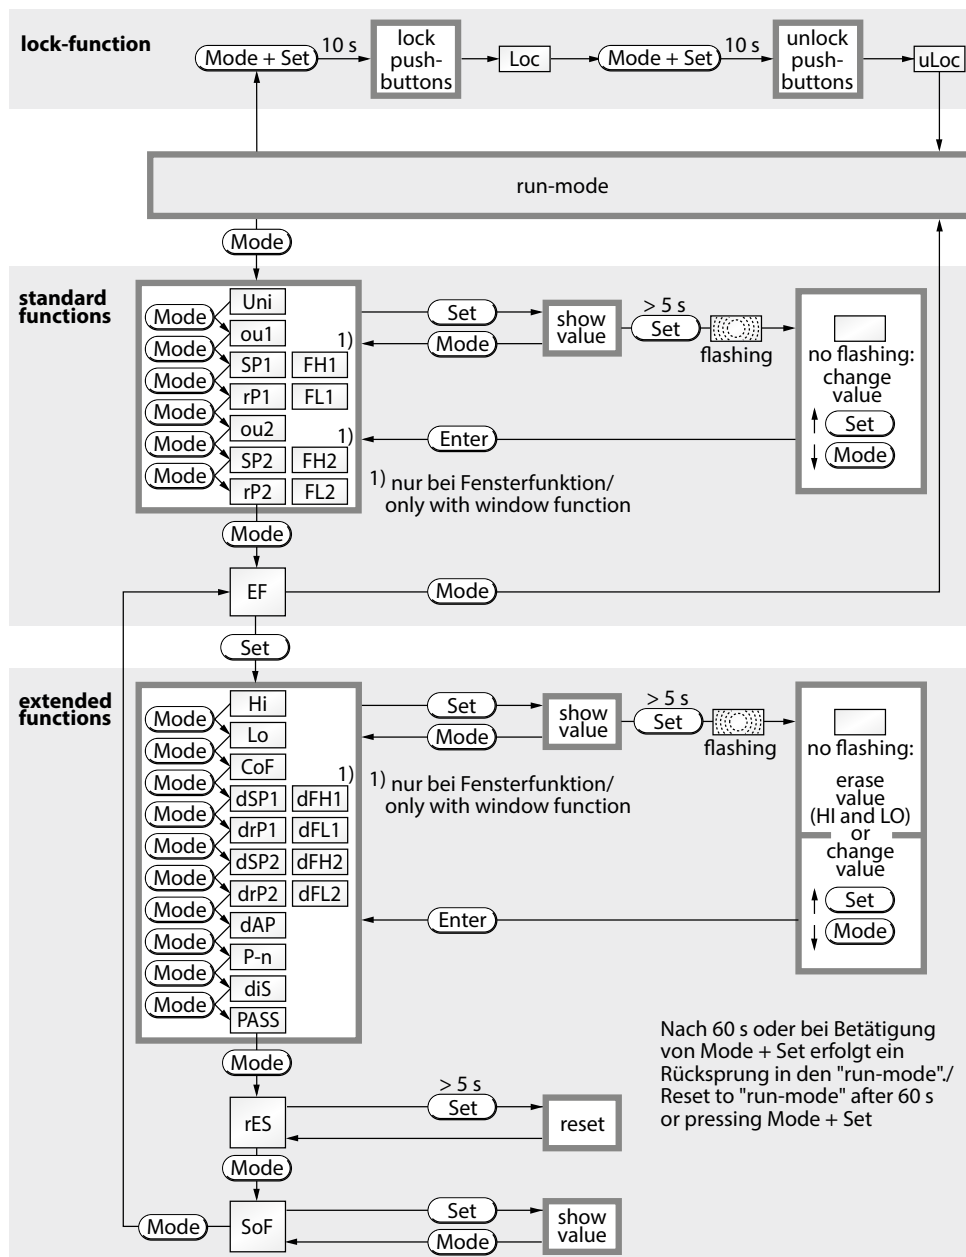 lock-function
Mode + Set
10 s
lock
push-
buttons
Loc
Mode + Set
10 s
unlock
push-
buttons
uLoc
run-mode
Mode
standard
functions
Mode
Mode
Mode
Mode
Mode
Mode
Uni
ou1
1)
SP1 FH1
rP1 FL1
ou2
1)
SP2 FH2
rP2 FL2
Set
Mode
show
value
> 5 s
Set
flashing
no flashing:
change
value
Set
Mode
Enter
1) nur bei Fensterfunktion/
only with window function
Mode
EF
Mode
Set
extended
functions
Mode
Mode
Mode
Mode
Mode
Mode
Mode
Mode
Mode
Mode
Hi
Lo
CoF
1)
dSP1 dFH1
drP1 dFL1
dSP2 dFH2
drP2 dFL2
dAP
P-n
diS
PASS
Set
Mode
show
value
> 5 s
Set
flashing
no flashing:
erase
value
(HI and LO)
or
change
value
Set
Mode
1) nur bei Fensterfunktion/
only with window function
Enter
Mode
Nach 60 s oder bei Betätigung
von Mode + Set erfolgt ein
Rücksprung in den "run-mode"./
Reset to "run-mode" after 60 s
or pressing Mode + Set
rES
> 5 s
Set
reset
Mode
Mode
SoF
Set
Mode
show
value